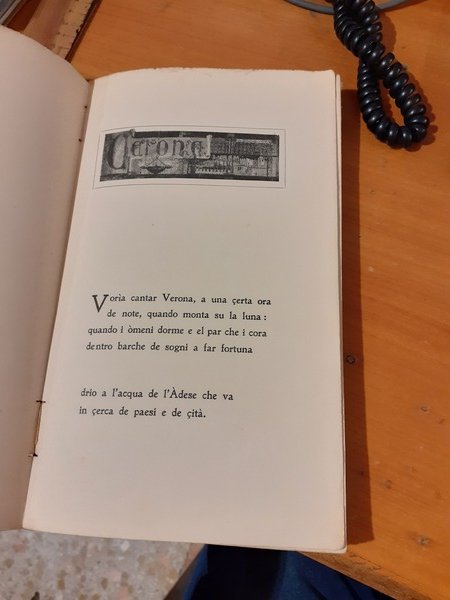 Verona
Vorìa cantar Verona, a una çerta ora
de note, quando monta su la luna:
quando i òmeni dorme e el par che i cora
dentro barche de sogni a far fortuna
drio a l'acqua de l'Àdese che va
in çerca de paesi e de çità.